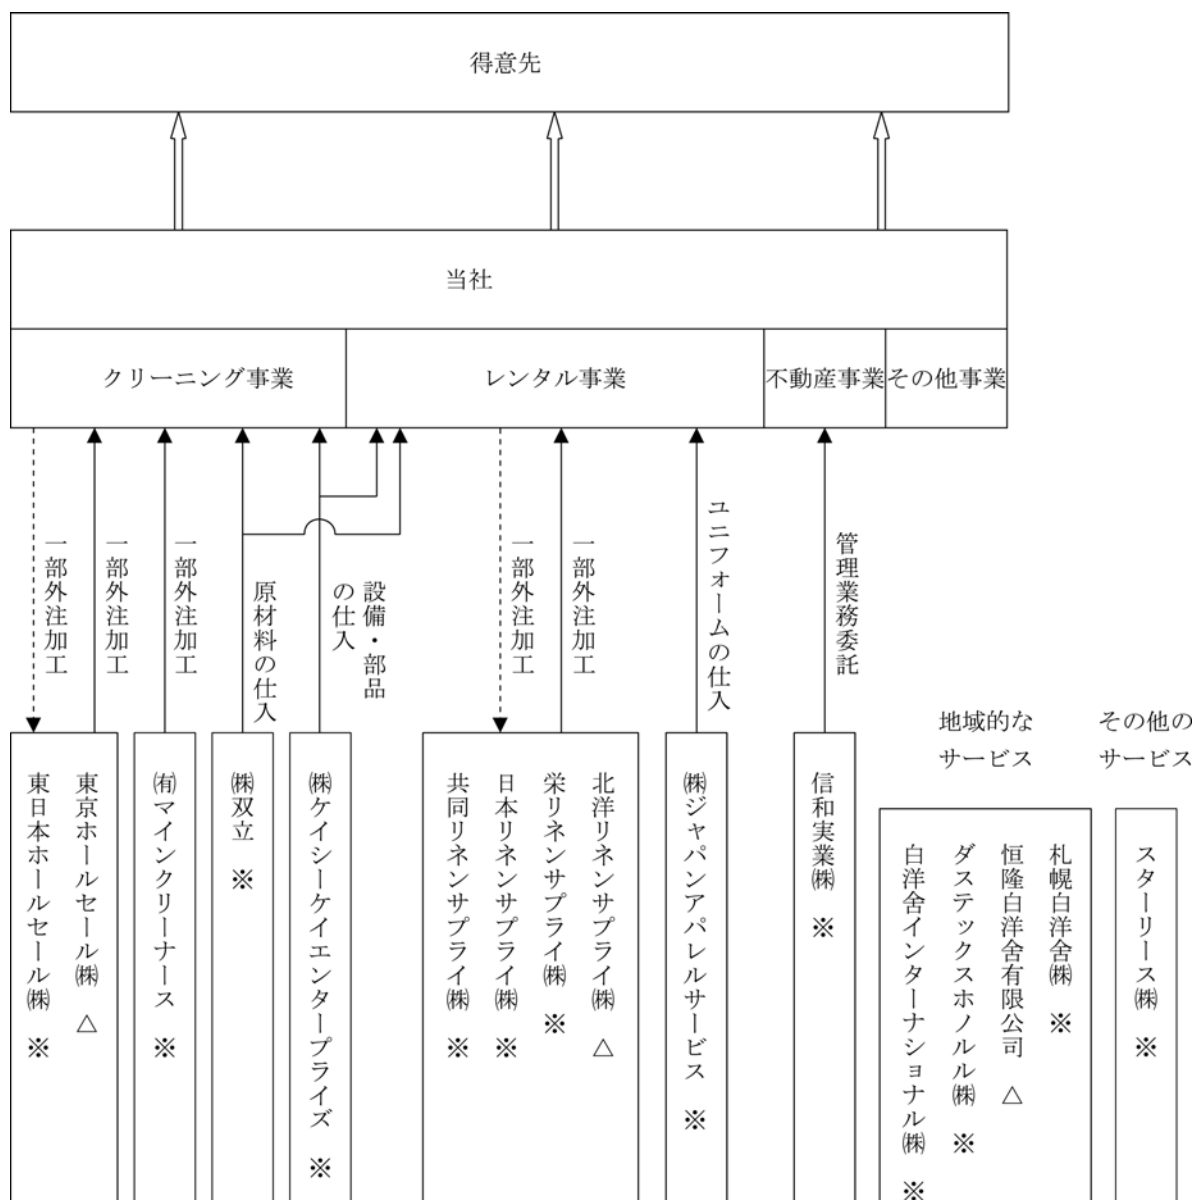 得意先
当社
クリーニング事業
レンタル事業
不動産事業
その他事業
一部外注加工
一部外注加工
一部外注加工
原材料の仕入
設備・部品
の仕入
一部外注加工
一部外注加工
ユニフォームの仕入
管理業務委託
地域的な
サービス
その他の
サービス
東日本ホールセール㈱ ※
東京ホールセール㈱ △
㈲マインクリーナース ※
㈱双立 ※
㈱ケイシーケイエンタープライズ ※
共同リネンサプライ㈱ ※
日本リネンサプライ㈱ ※
栄リネンサプライ㈱ ※
北洋リネンサプライ㈱ △
㈱ジャパンアパレルサービス ※
信和実業㈱ ※
白洋舍インターナショナル㈱ ※
ダステックスホノルル㈱ ※
恒隆白洋舍有限公司 △
札幌白洋舍㈱ ※
スターリース㈱ ※